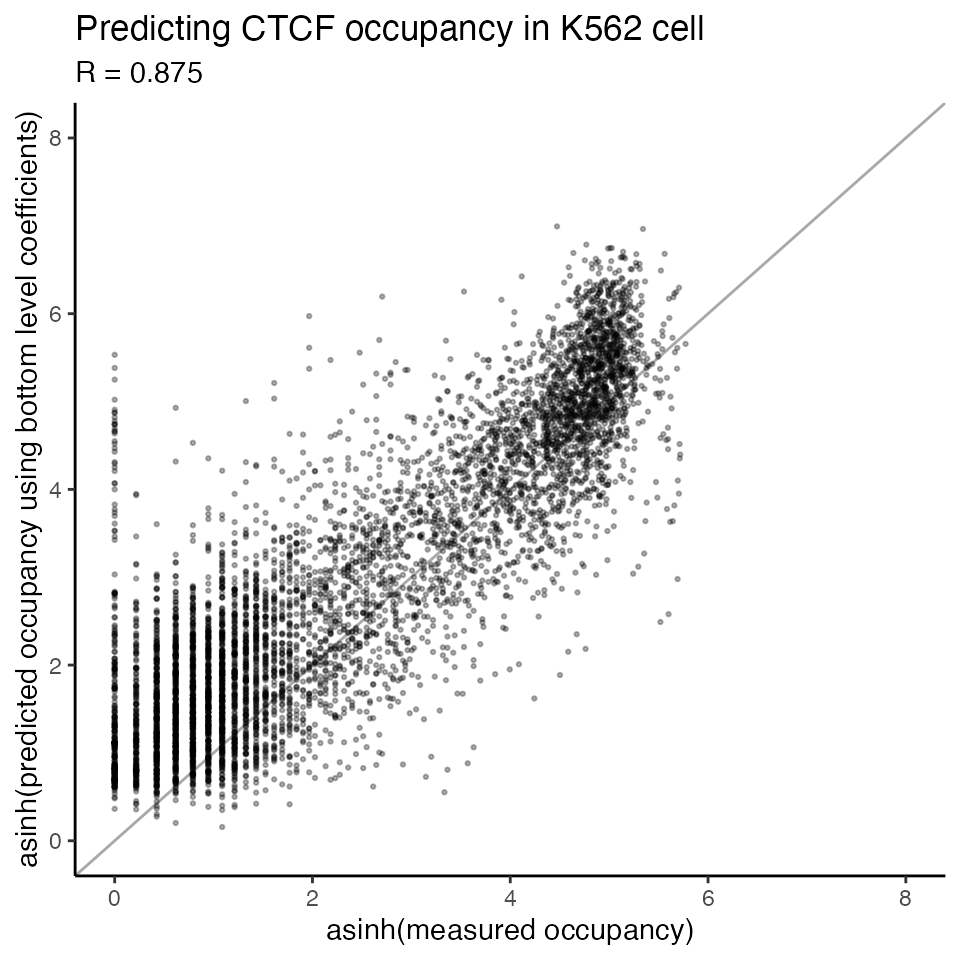 Predicting CTCF occupancy in K562 cell
R = 0.875
asinh(predicted occupancy using bottom level coefficients)
8
6
4
2
0
0 2 4 6 8
asinh(measured occupancy)